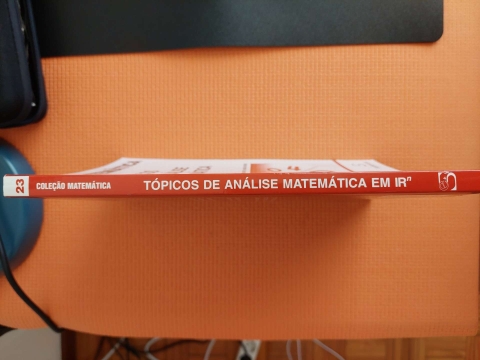 23
COLEÇÃO MATEMÁTICA
TÓPICOS DE ANÁLISE MATEMÁTICA EM IRⁿ